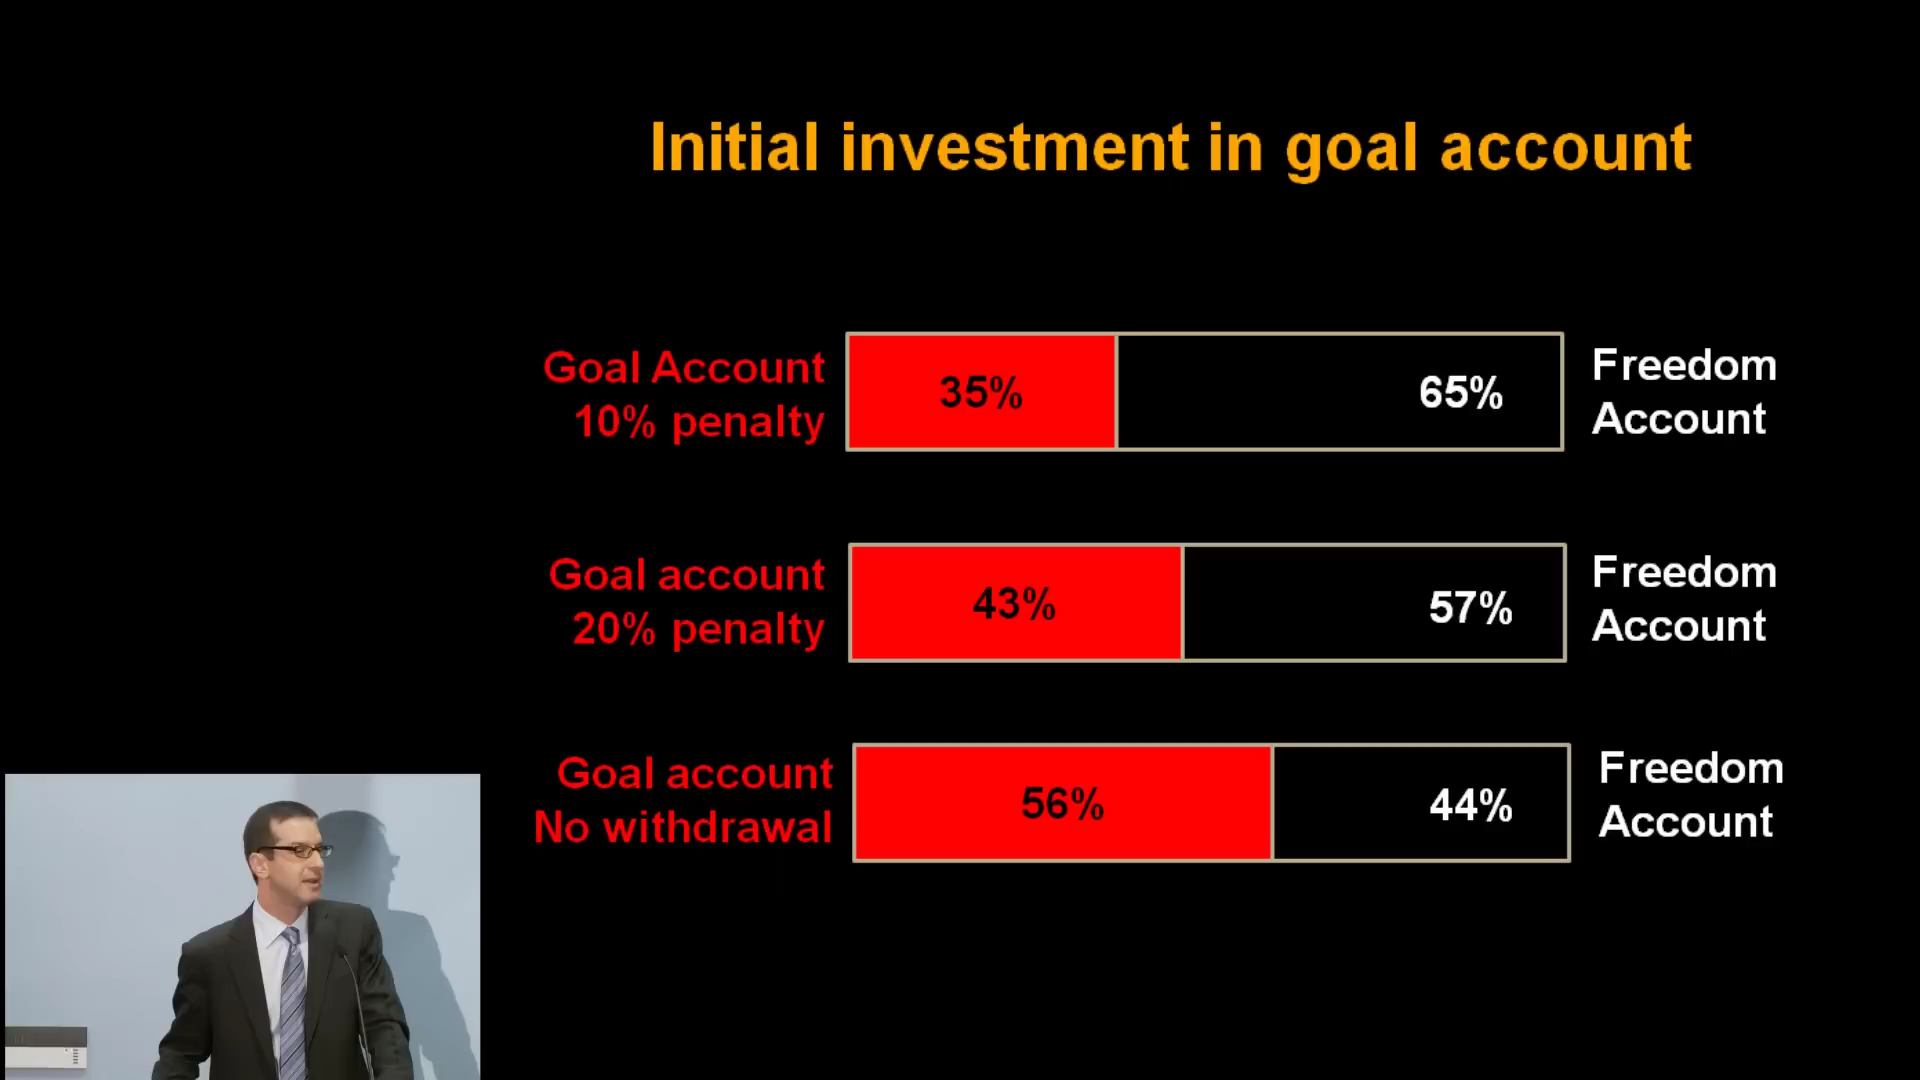 Initial investment in goal account
Goal Account
10% penalty
35%
65%
Freedom
Account
Goal account
20% penalty
43%
57%
Freedom
Account
Goal account
No withdrawal
56%
44%
Freedom
Account